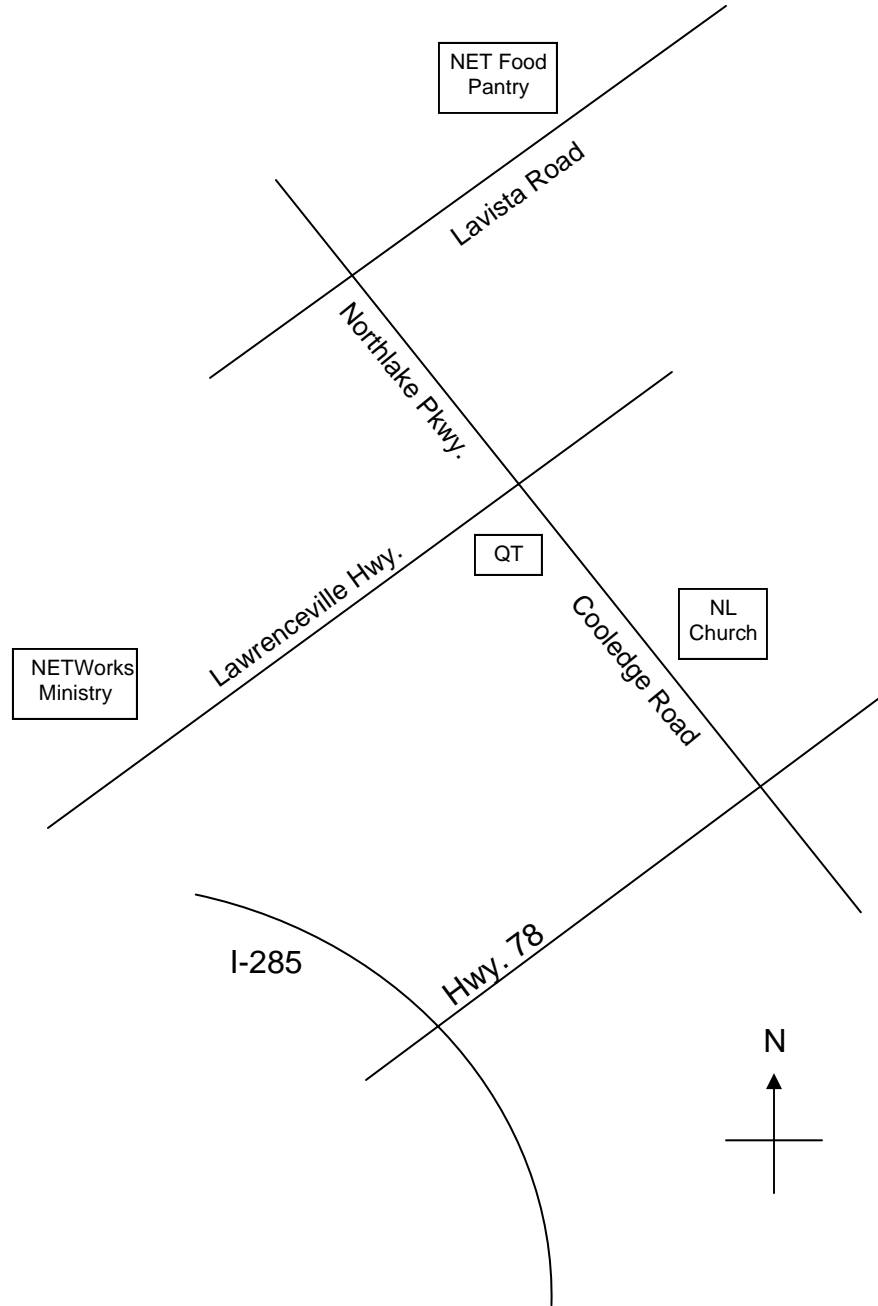 NET Food
Pantry
Lavista Road
Northlake Pkwy.
QT
Lawrenceville Hwy.
NL
Church
Cooledge Road
NETWorks
Ministry
Hwy. 78
I-285
N